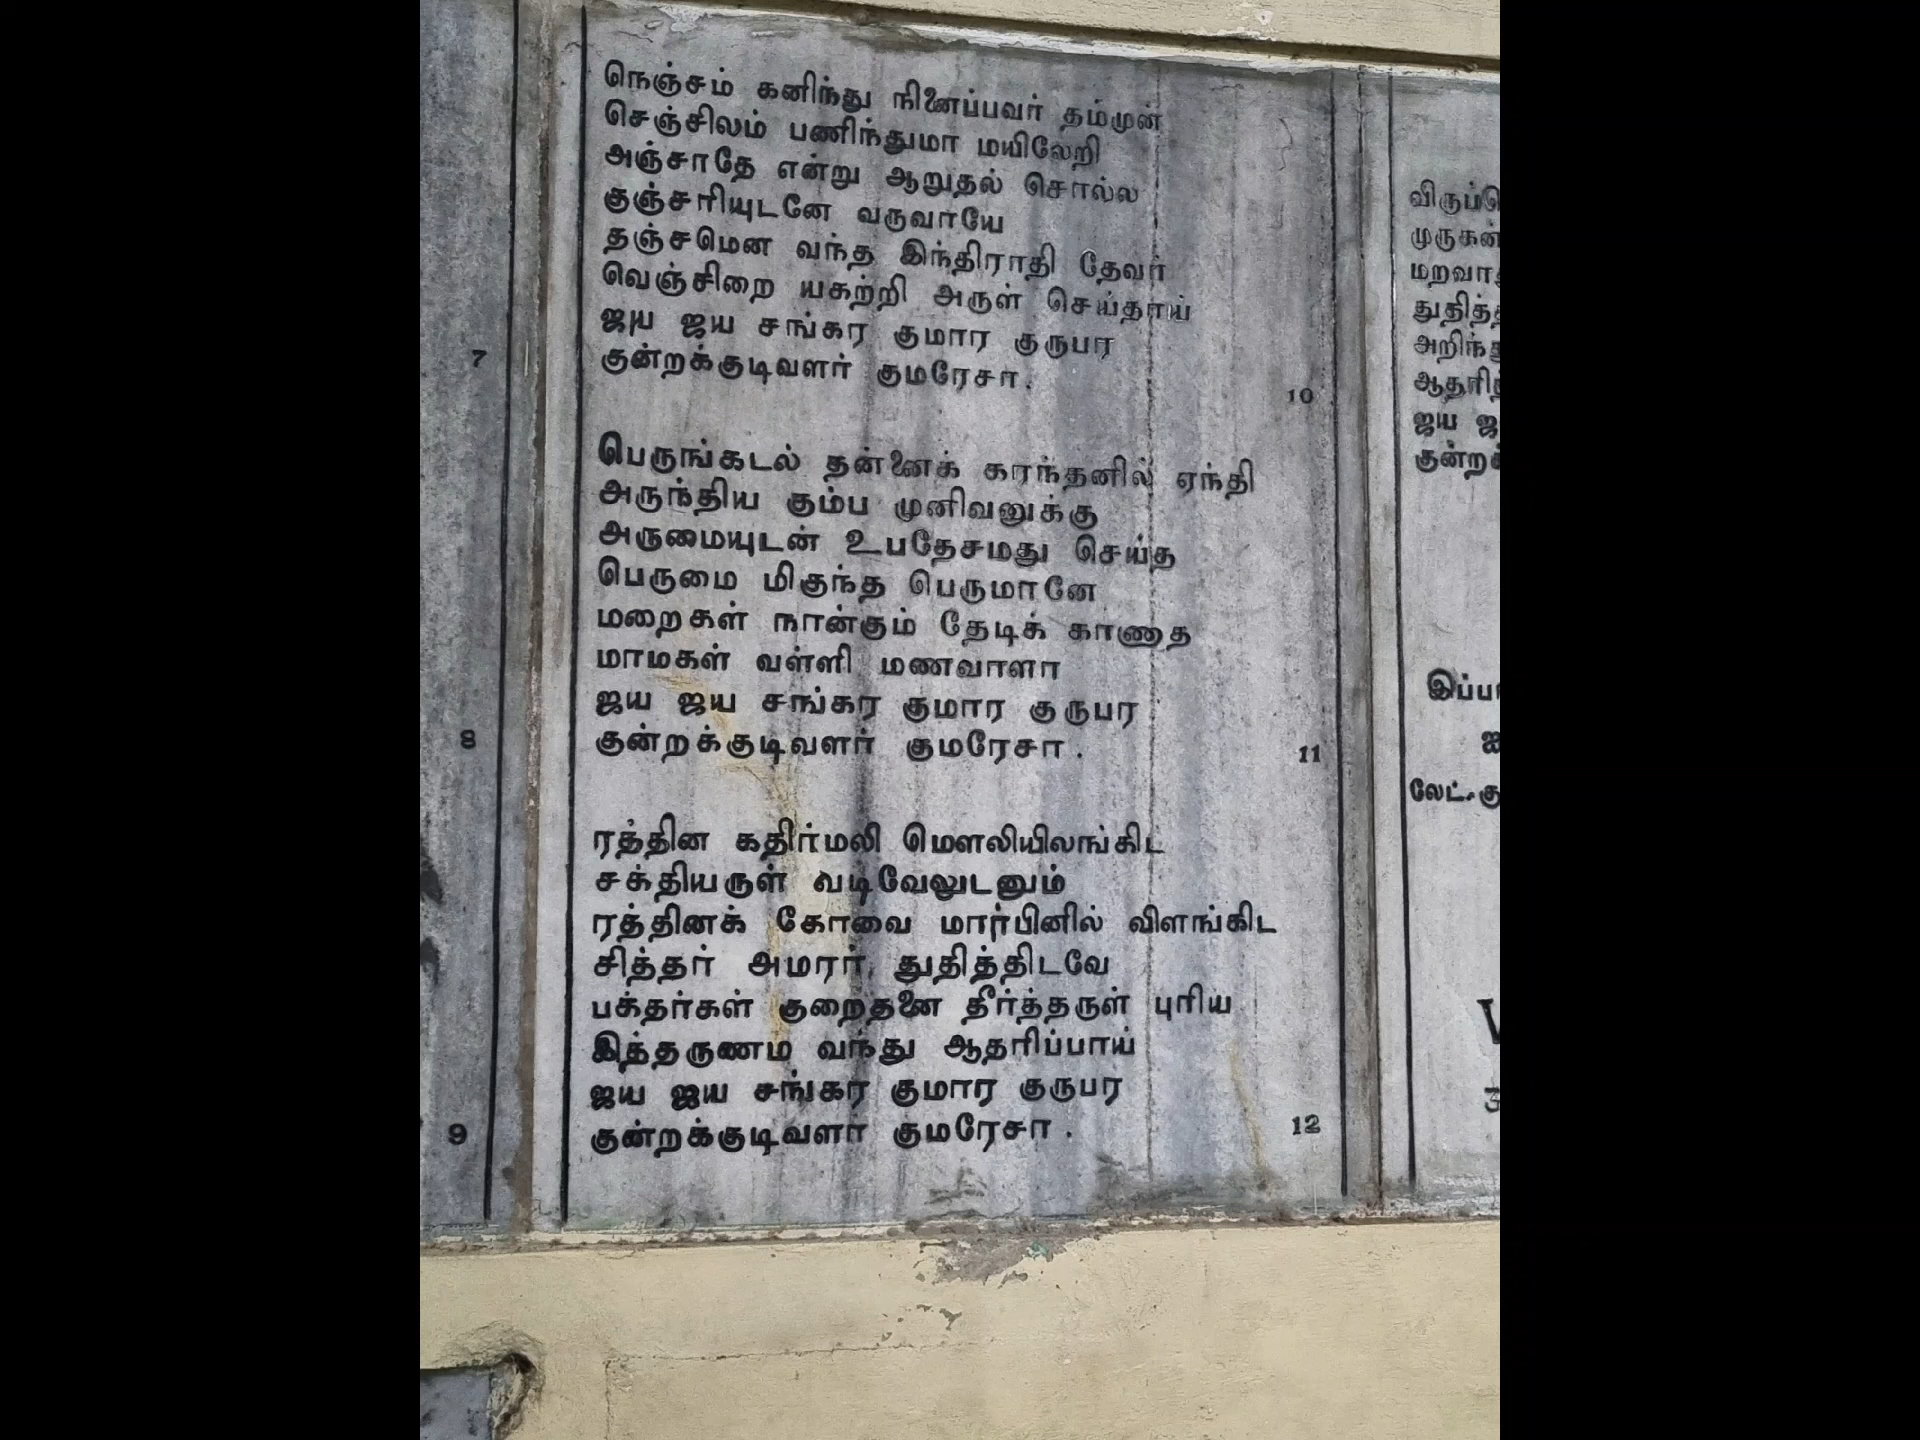 7
8
9
நெஞ்சம் கனிந்து நினைப்பவர் தம்முன்
செஞ்சிலம் பணிந்துமா மயிலேறி
அஞ்சாதே என்று ஆறுதல் சொல்ல
குஞ்சரியுடனே வருவாயே
தஞ்சமென வந்த இந்திராதி தேவர்
வெஞ்சிறை யகற்றி அருள் செய்தாய்
ஜய ஜய சங்கர குமார குருபர
குன்றக்குடிவளர் குமரேசா.
10
பெருங்கடல் தன்னைக் கரந்தனில் ஏந்தி
அருந்திய கும்ப முனிவனுக்கு
அருமையுடன் உபதேசமது செய்த
பெருமை மிகுந்த பெருமானே
மறைகள் நான்கும் தேடிக் காணாத
மாமகள் வள்ளி மணவாளா
ஜய ஜய சங்கர குமார குருபர
குன்றக்குடிவளர் குமரேசா.
11
ரத்தின கதிர்மலி மௌலியிலங்கிட
சக்தியருள் வடிவேலுடனும்
ரத்தினக் கோவை மார்பினில் விளங்கிட
சித்தர் அமரர் துதித்திடவே
பக்தர்கள் குறைதனை தீர்த்தருள் புரிய
இத்தருணம் வந்து ஆதரிப்பாய்
ஜய ஜய சங்கர குமார குருபர
குன்றக்குடிவளர் குமரேசா.
12
முருகன்
ஜய
லேட்.